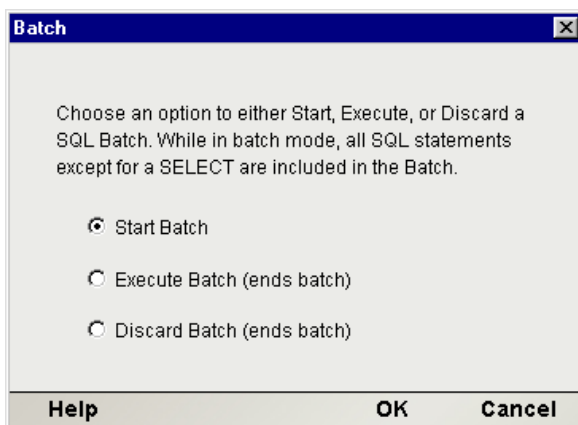 Batch
Choose an option to either Start, Execute, or Discard a
SQL Batch. While in batch mode, all SQL statements
except for a SELECT are included in the Batch.
Start Batch
Execute Batch (ends batch)
Discard Batch (ends batch)
Help OK Cancel